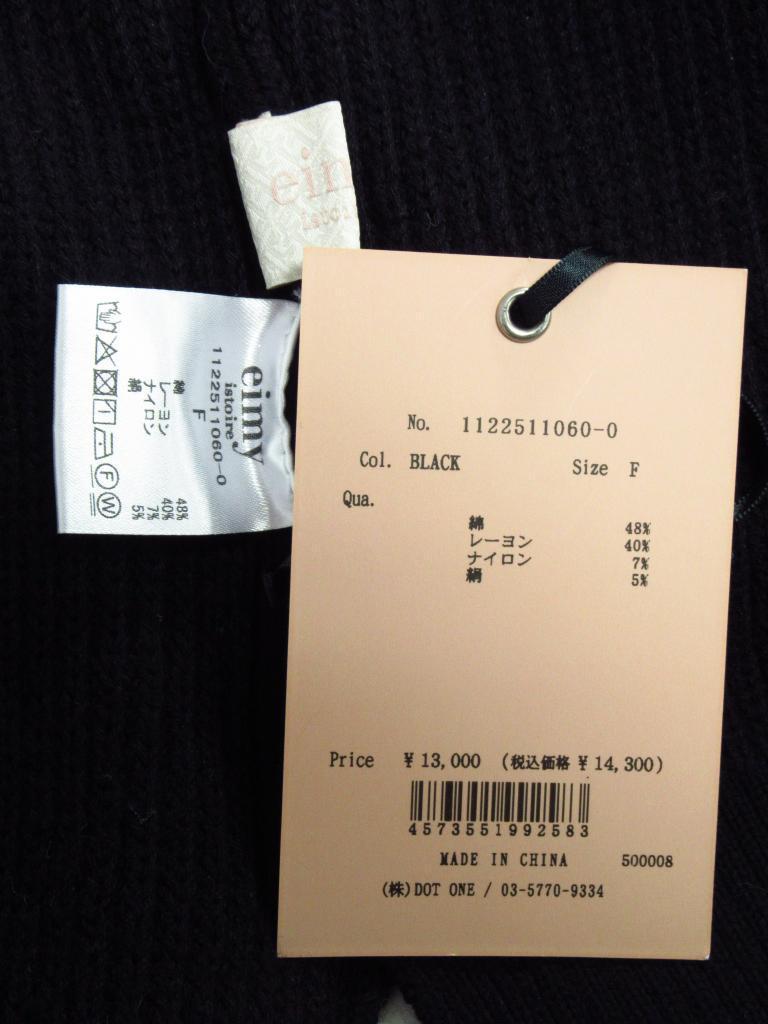 ein
istoi
eimy
istoire
1122511060-0
F
綿 48%
レーヨン 40%
ナイロン 7%
絹 5%
F
W
No. 1122511060-0
Col. BLACK Size F
Qua.
綿 48%
レーヨン 40%
ナイロン 7%
絹 5%
Price ¥13,000 (税込価格 ¥14,300)
4573551992583
MADE IN CHINA 500008
(株)DOT ONE / 03-5770-9334